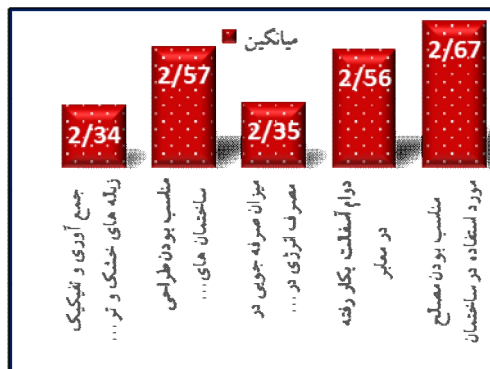 میانگین
2/34
2/57
2/35
2/56
2/67
جمع آوری و تفکیک
زباله های خشک و تر...
مناسب بودن طراحی
ساختمان های...
میزان صرفه جویی در
مصرف انرژی در...
دوام آسفالت بکار رفته
در معابر
مناسب بودن مصالح
مورد استفاده در ساختمان